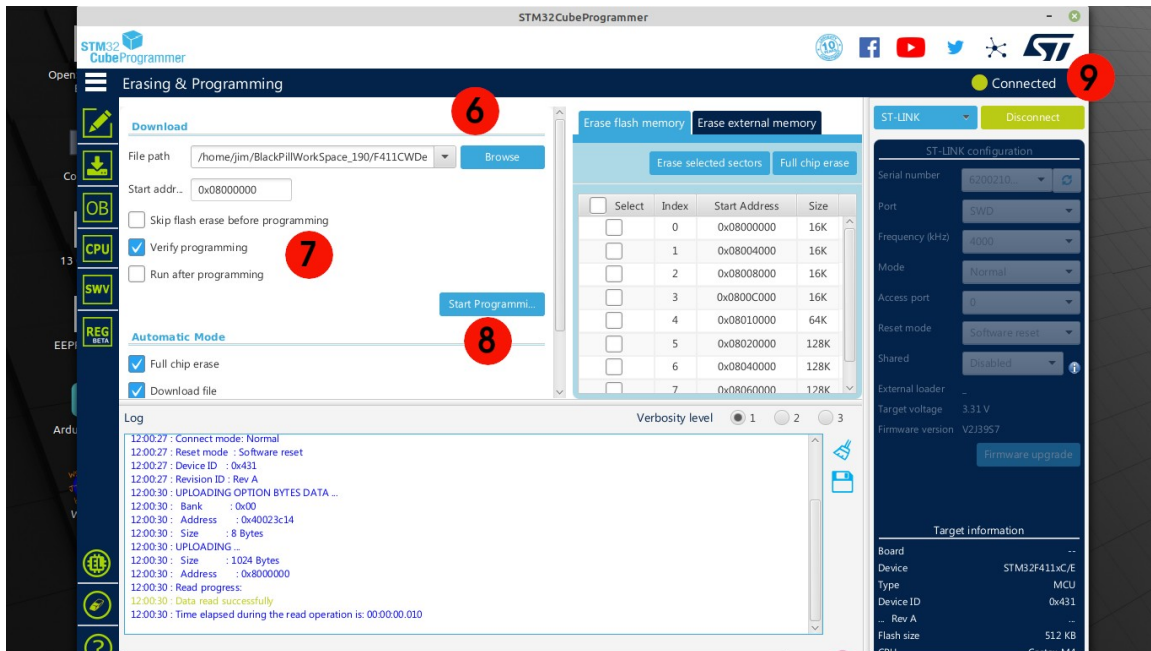 STM32CubeProgrammer
STM32
CubeProgrammer
10
Open
Erasing & Programming
Connected
9
6
Download
File path
/home/jim/BlackPillWorkSpace_190/F411CWDe
Browse
Start addr...
0x08000000
Skip flash erase before programming
Verify programming
7
Run after programming
Start Programmi...
8
Automatic Mode
Full chip erase
Download file
OB
CPU
SWV
REG
BETA
Co
13
EEPI
Ardu
V
Erase flash memory
Erase external memory
Erase selected sectors
Full chip erase
Select Index Start Address Size
0 0x08000000 16K
1 0x08004000 16K
2 0x08008000 16K
3 0x0800C000 16K
4 0x08010000 64K
5 0x08020000 128K
6 0x08040000 128K
7 0x08060000 128K
ST-LINK
Disconnect
ST-LINK configuration
Serial number 6200210...
Port SWD
Frequency (kHz) 4000
Mode Normal
Access port 0
Reset mode Software reset
Shared Disabled
External loader _
Target voltage 3.31 V
Firmware version V2J39S7
Firmware upgrade
Log
Verbosity level 1 2 3
12:00:27 : Connect mode: Normal
12:00:27 : Reset mode : Software reset
12:00:27 : Device ID : 0x431
12:00:27 : Revision ID : Rev A
12:00:30 : UPLOADING OPTION BYTES DATA ...
12:00:30 : Bank : 0x00
12:00:30 : Address : 0x40023c14
12:00:30 : Size : 8 Bytes
12:00:30 : UPLOADING ...
12:00:30 : Size : 1024 Bytes
12:00:30 : Address : 0x8000000
12:00:30 : Read progress:
12:00:30 : Data read successfully
12:00:30 : Time elapsed during the read operation is: 00:00:00.010
Target information
Board --
Device STM32F411xC/E
Type MCU
Device ID 0x431
... Rev A --
Flash size 512 KB
CPU Cortex-M4